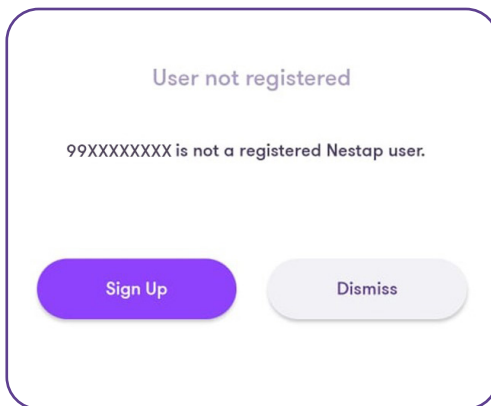 User not registered
99XXXXXXXX is not a registered Nestap user.
Sign Up
Dismiss